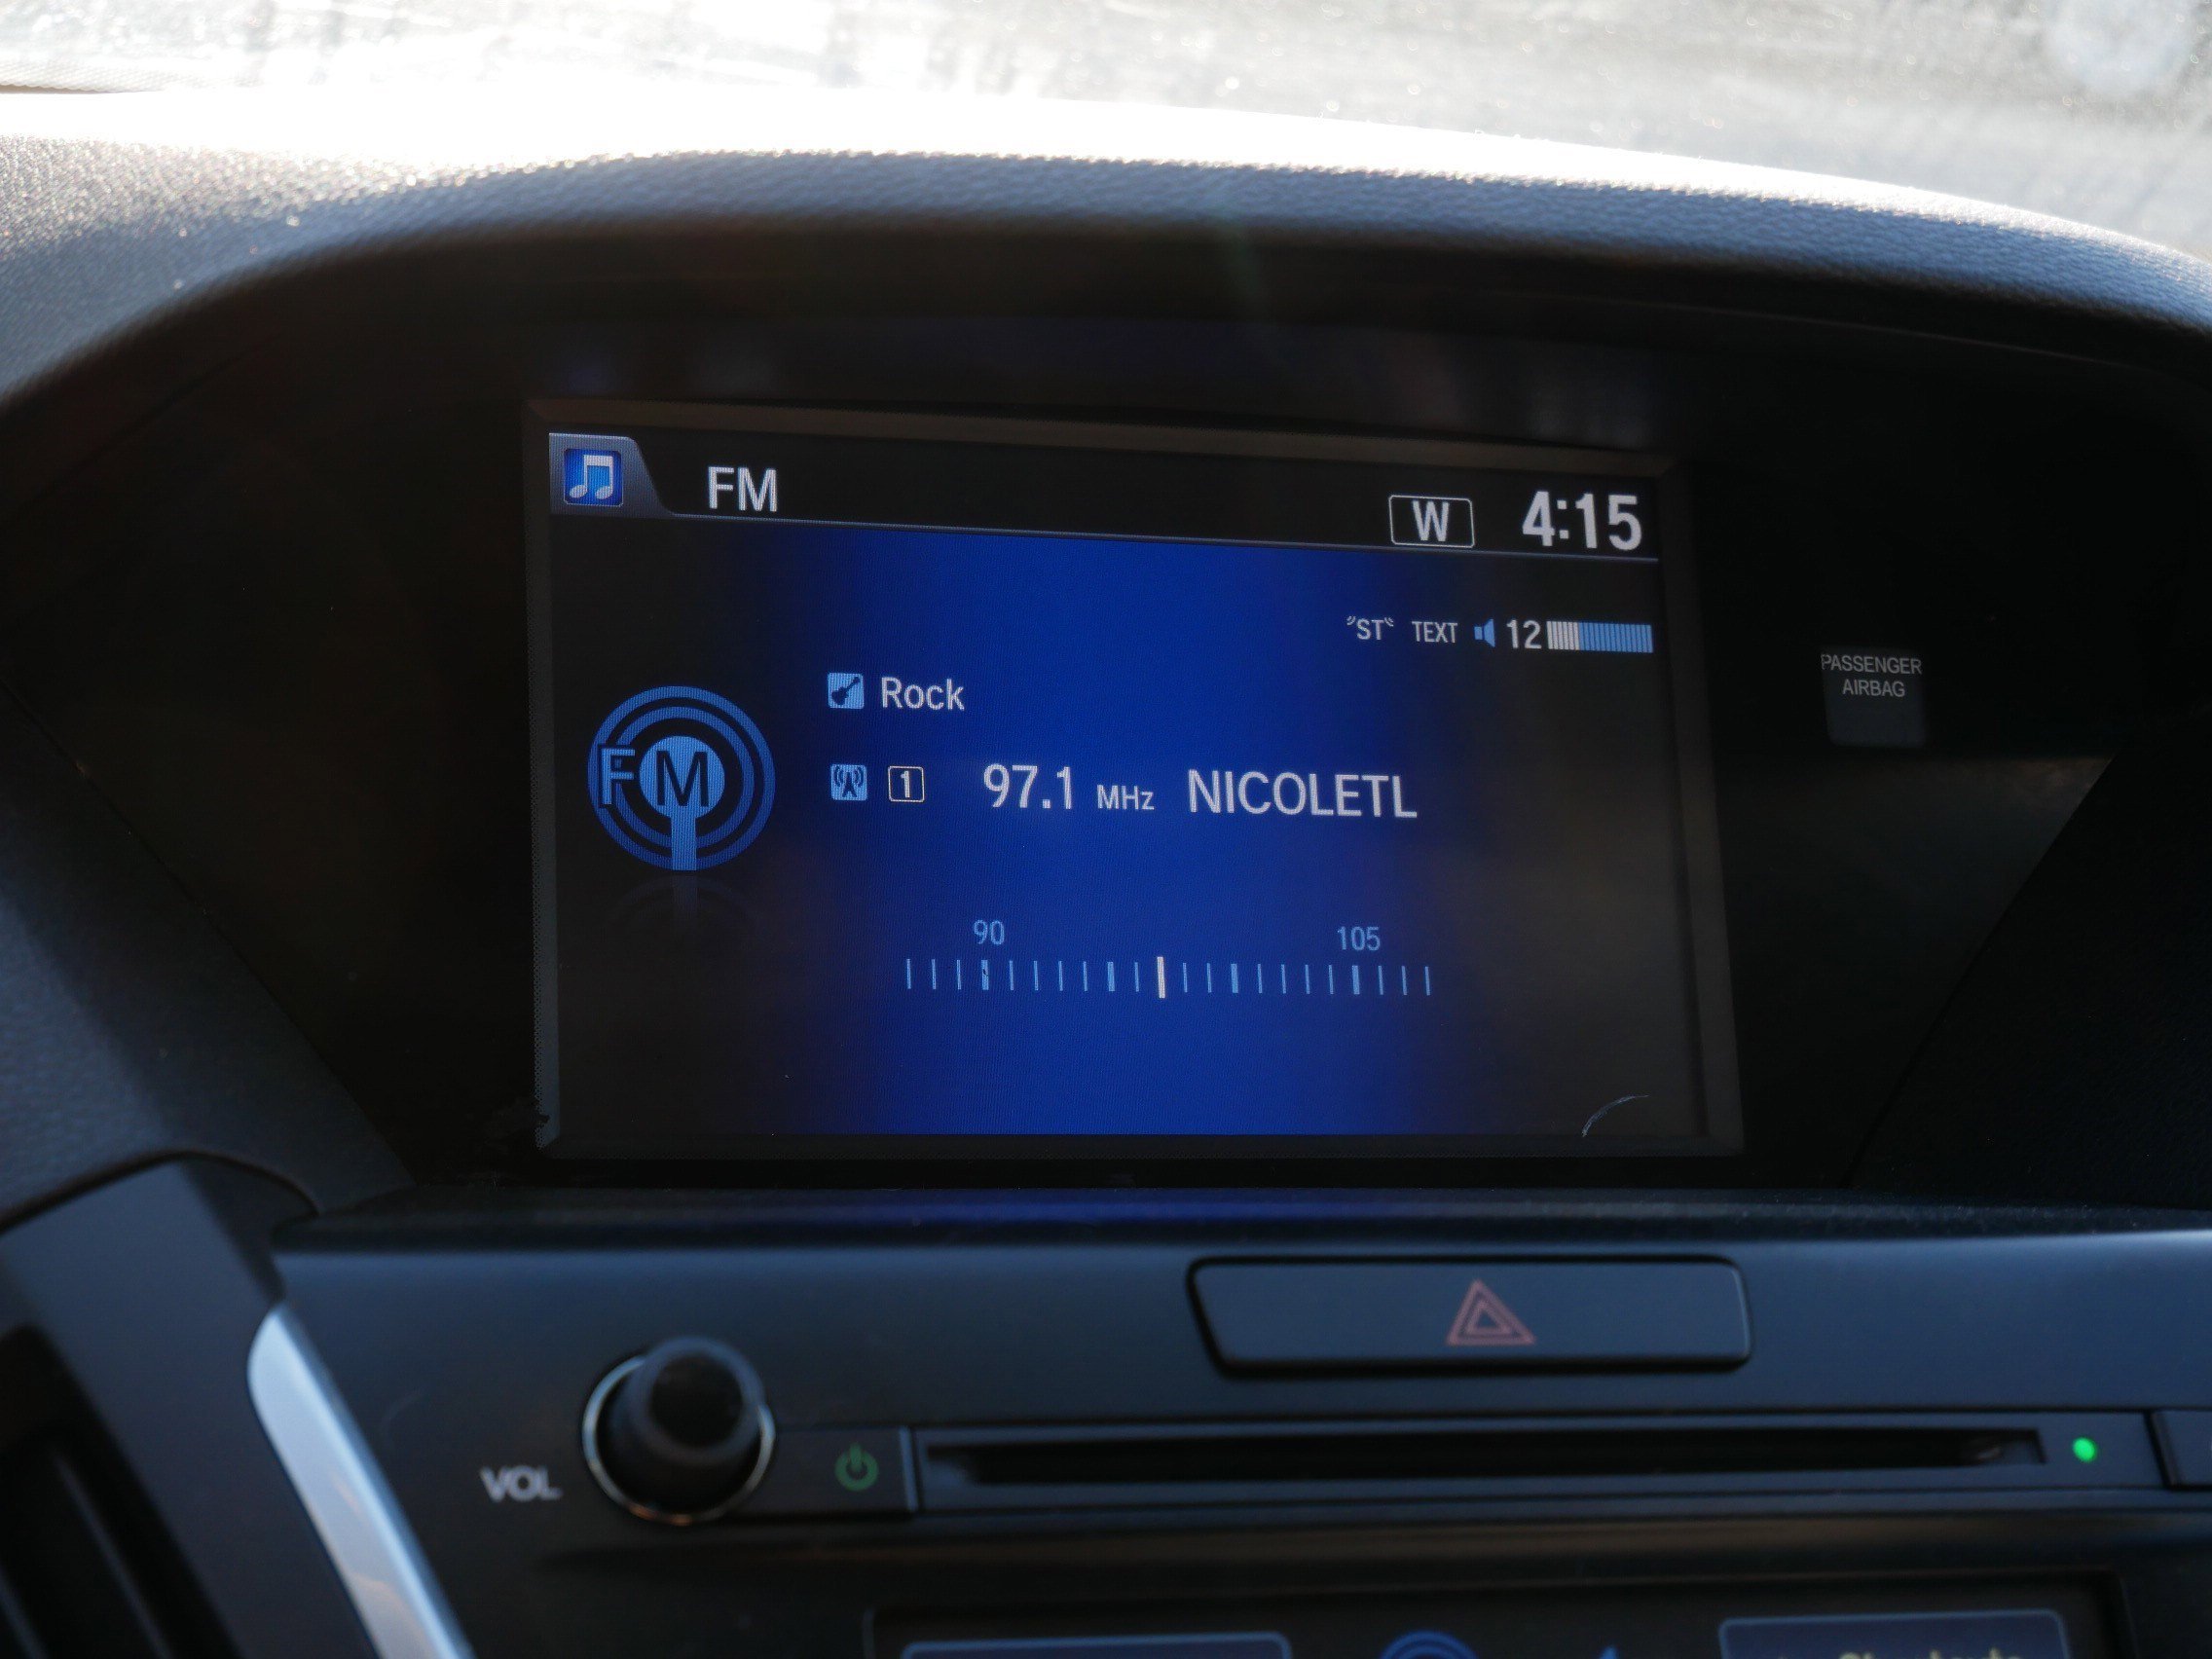 FM
W 4:15
ST TEXT 12
PASSENGER
AIRBAG
Rock
FM
1 97.1 MHz NICOLETL
90 105
VOL